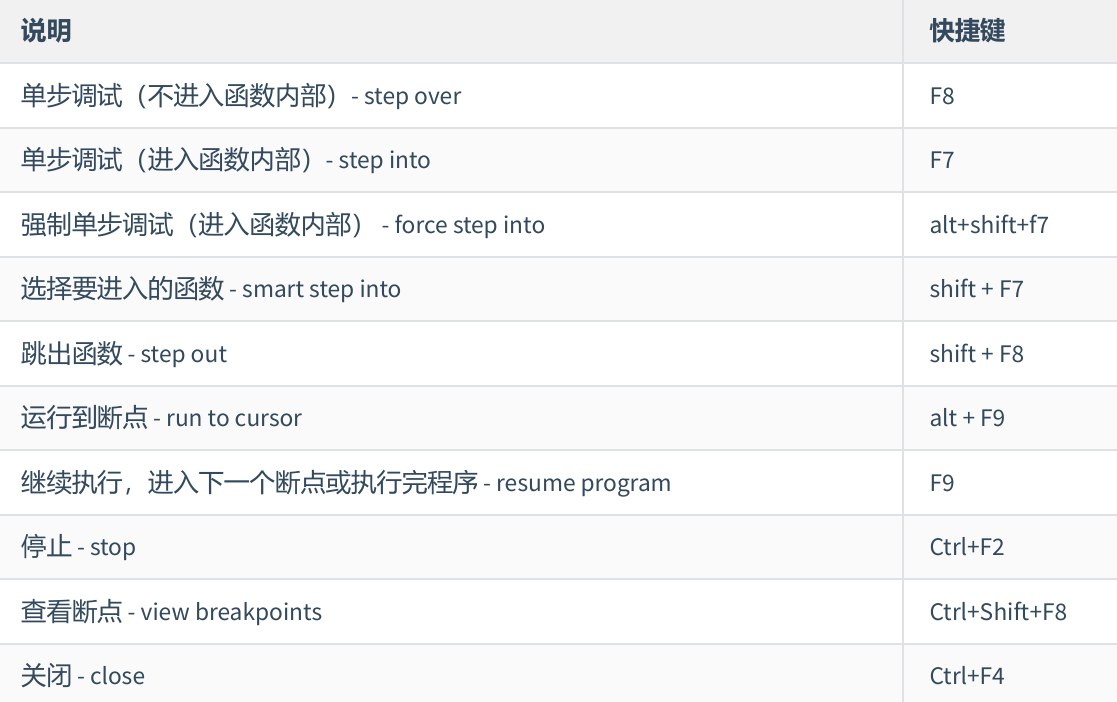 说明 快捷键
单步调试（不进入函数内部）- step over F8
单步调试（进入函数内部）- step into F7
强制单步调试（进入函数内部） - force step into alt+shift+f7
选择要进入的函数 - smart step into shift + F7
跳出函数 - step out shift + F8
运行到断点 - run to cursor alt + F9
继续执行，进入下一个断点或执行完程序 - resume program F9
停止 - stop Ctrl+F2
查看断点 - view breakpoints Ctrl+Shift+F8
关闭 - close Ctrl+F4